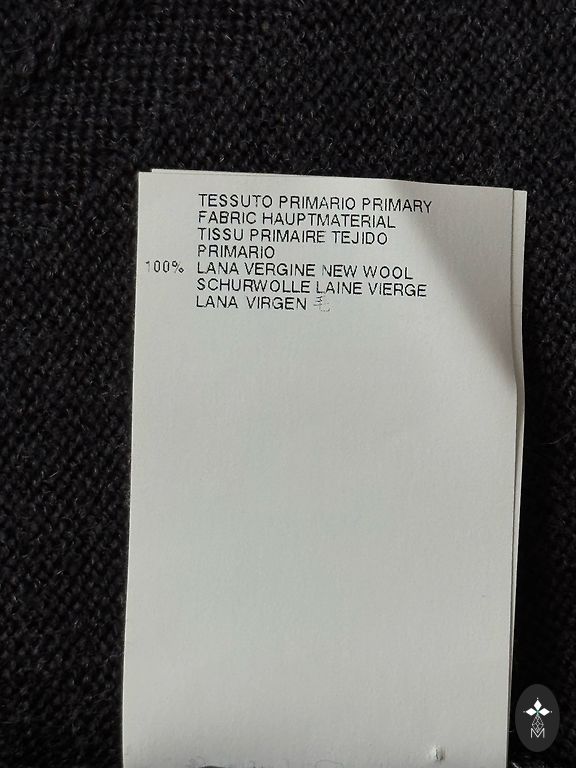 TESSUTO PRIMARIO PRIMARY
FABRIC HAUPTMATERIAL
TISSU PRIMAIRE TEJIDO
PRIMARIO
100% LANA VERGINE NEW WOOL
SCHURWOLLE LAINE VIERGE
LANA VIRGEN 毛
M